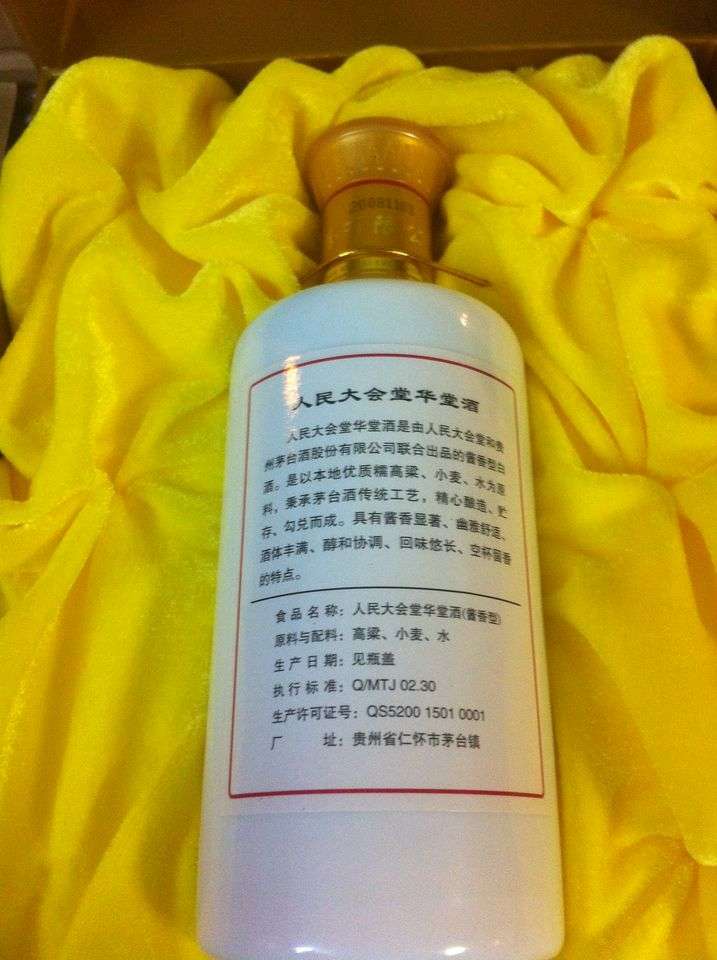 人民大会堂华堂酒
人民大会堂华堂酒是由人民大会堂和贵
州茅台酒股份有限公司联合出品的酱香型白
酒。是以本地优质糯高粱、小麦、水为原
料，秉承茅台酒传统工艺，精心酿造、贮
存、勾兑而成。具有酱香显著、幽雅舒适、
酒体丰满、醇和协调、回味悠长、空杯留香
的特点。
食品名称：人民大会堂华堂酒(酱香型)
原料与配料：高粱、小麦、水
生产日期：见瓶盖
执行标准：Q/MTJ 02.30
生产许可证号：QS5200 1501 0001
厂 址：贵州省仁怀市茅台镇